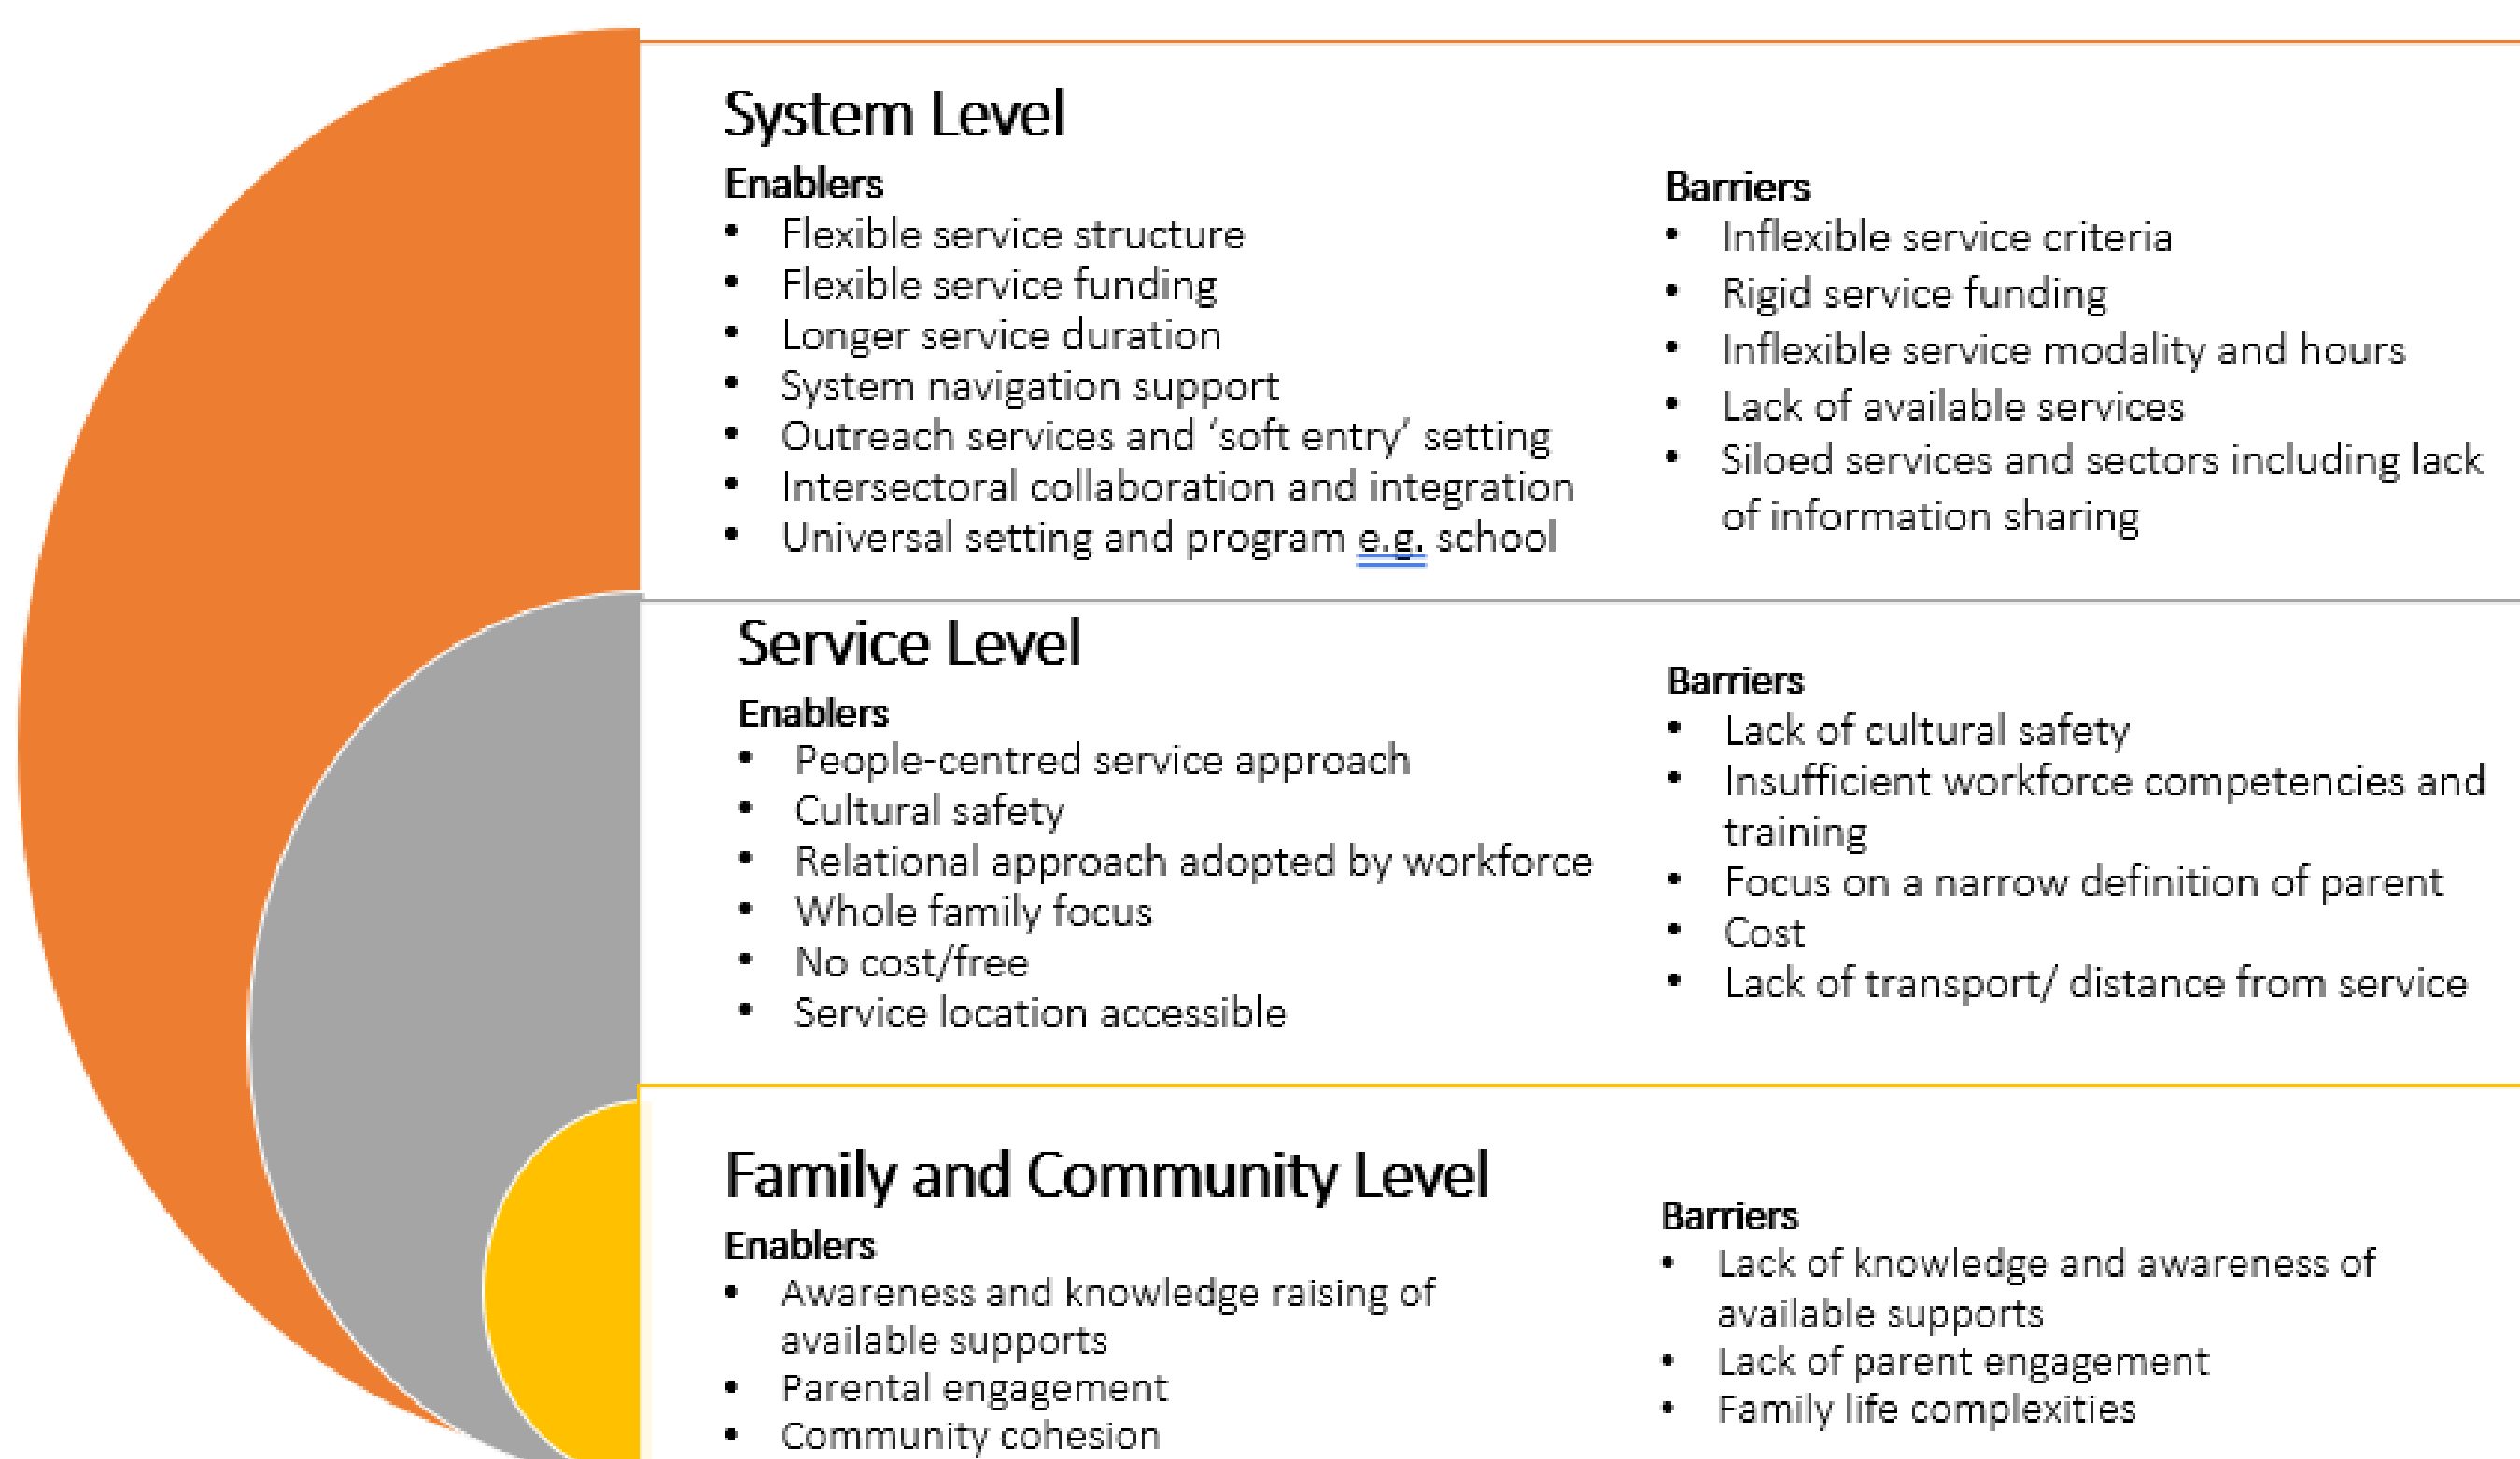 System Level
Enablers
• Flexible service structure
• Flexible service funding
• Longer service duration
• System navigation support
• Outreach services and ‘soft entry’ setting
• Intersectoral collaboration and integration
• Universal setting and program e.g. school
Barriers
• Inflexible service criteria
• Rigid service funding
• Inflexible service modality and hours
• Lack of available services
• Siloed services and sectors including lack
of information sharing
Service Level
Enablers
• People-centred service approach
• Cultural safety
• Relational approach adopted by workforce
• Whole family focus
• No cost/free
• Service location accessible
Barriers
• Lack of cultural safety
• Insufficient workforce competencies and
training
• Focus on a narrow definition of parent
• Cost
• Lack of transport/ distance from service
Family and Community Level
Enablers
• Awareness and knowledge raising of
available supports
• Parental engagement
• Community cohesion
Barriers
• Lack of knowledge and awareness of
available supports
• Lack of parent engagement
• Family life complexities